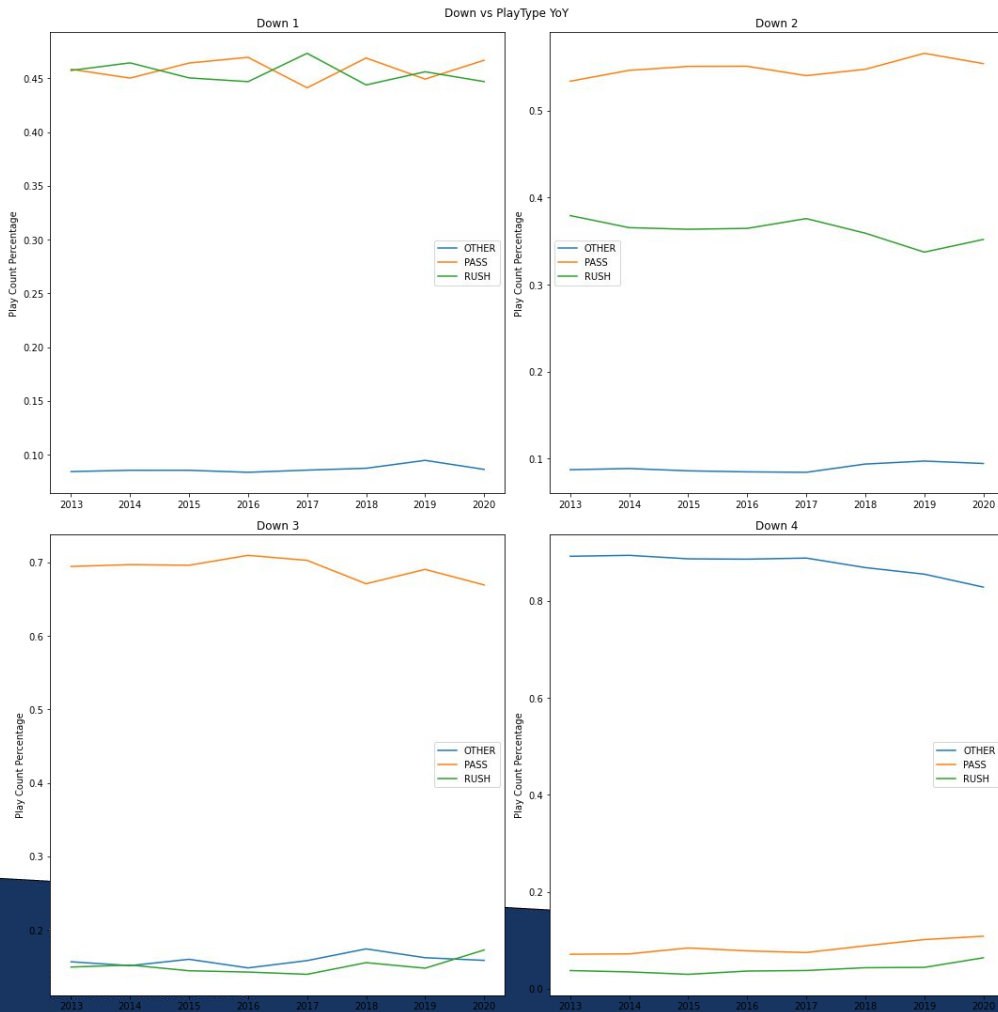 Down vs PlayType YoY
Down 1
Play Count Percentage
0.45
0.40
0.35
0.30
0.25
0.20
0.15
0.10
OTHER
PASS
RUSH
2013 2014 2015 2016 2017 2018 2019 2020
Down 2
Play Count Percentage
0.5
0.4
0.3
0.2
0.1
OTHER
PASS
RUSH
2013 2014 2015 2016 2017 2018 2019 2020
Down 3
Play Count Percentage
0.7
0.6
0.5
0.4
0.3
0.2
OTHER
PASS
RUSH
2013 2014 2015 2016 2017 2018 2019 2020
Down 4
Play Count Percentage
0.8
0.6
0.4
0.2
0.0
OTHER
PASS
RUSH
2013 2014 2015 2016 2017 2018 2019 2020